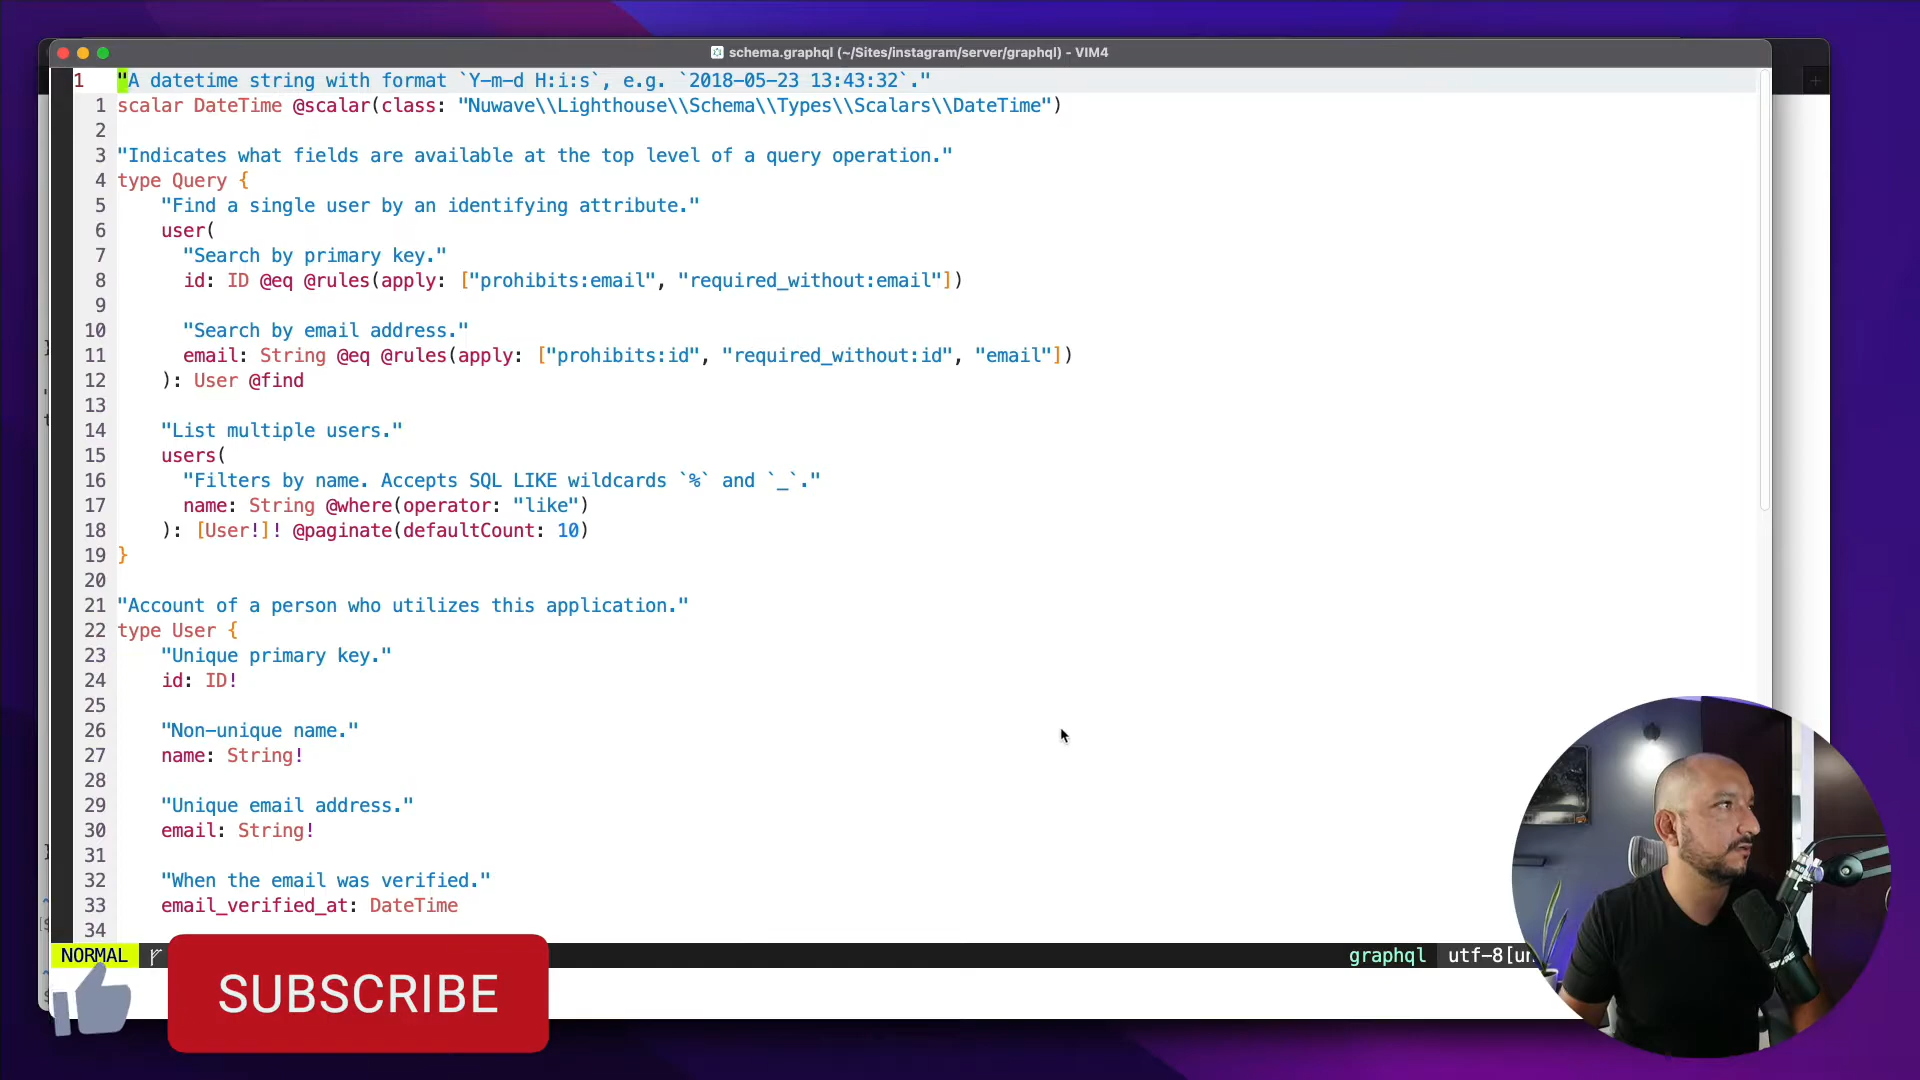 schema.graphql (~/Sites/instagram/server/graphql) - VIM4
1 "A datetime string with format `Y-m-d H:i:s`, e.g. `2018-05-23 13:43:32`."
1 scalar DateTime @scalar(class: "Nuwave\\Lighthouse\\Schema\\Types\\Scalars\\DateTime")
2
3 "Indicates what fields are available at the top level of a query operation."
4 type Query {
5 "Find a single user by an identifying attribute."
6 user(
7 "Search by primary key."
8 id: ID @eq @rules(apply: ["prohibits:email", "required_without:email"])
9
10 "Search by email address."
11 email: String @eq @rules(apply: ["prohibits:id", "required_without:id", "email"])
12 ): User @find
13
14 "List multiple users."
15 users(
16 "Filters by name. Accepts SQL LIKE wildcards `%` and `_`."
17 name: String @where(operator: "like")
18 ): [User!]! @paginate(defaultCount: 10)
19 }
20
21 "Account of a person who utilizes this application."
22 type User {
23 "Unique primary key."
24 id: ID!
25
26 "Non-unique name."
27 name: String!
28
29 "Unique email address."
30 email: String!
31
32 "When the email was verified."
33 email_verified_at: DateTime
34
NORMAL graphql utf-8[un
SUBSCRIBE